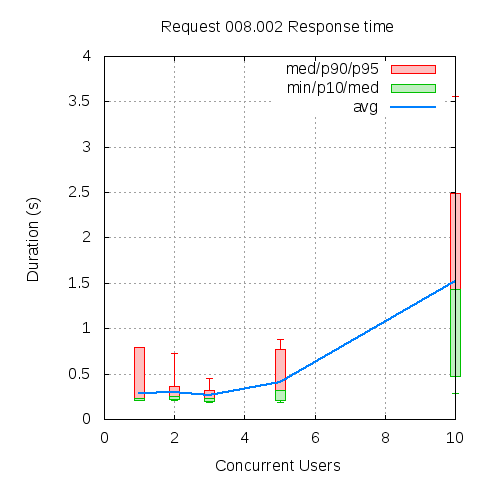 Request 008.002 Response time
4
3.5
3
2.5
2
1.5
1
0.5
0
Duration (s)
med/p90/p95
min/p10/med
avg
0 2 4 6 8 10
Concurrent Users